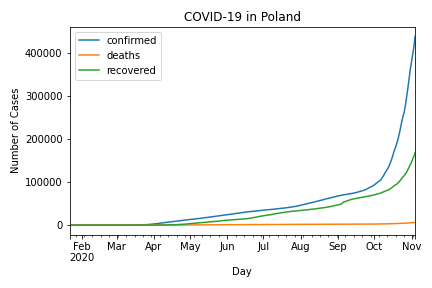 COVID-19 in Poland
confirmed
deaths
recovered
Number of Cases
400000
300000
200000
100000
0
Feb Mar Apr May Jun Jul Aug Sep Oct Nov
2020
Day